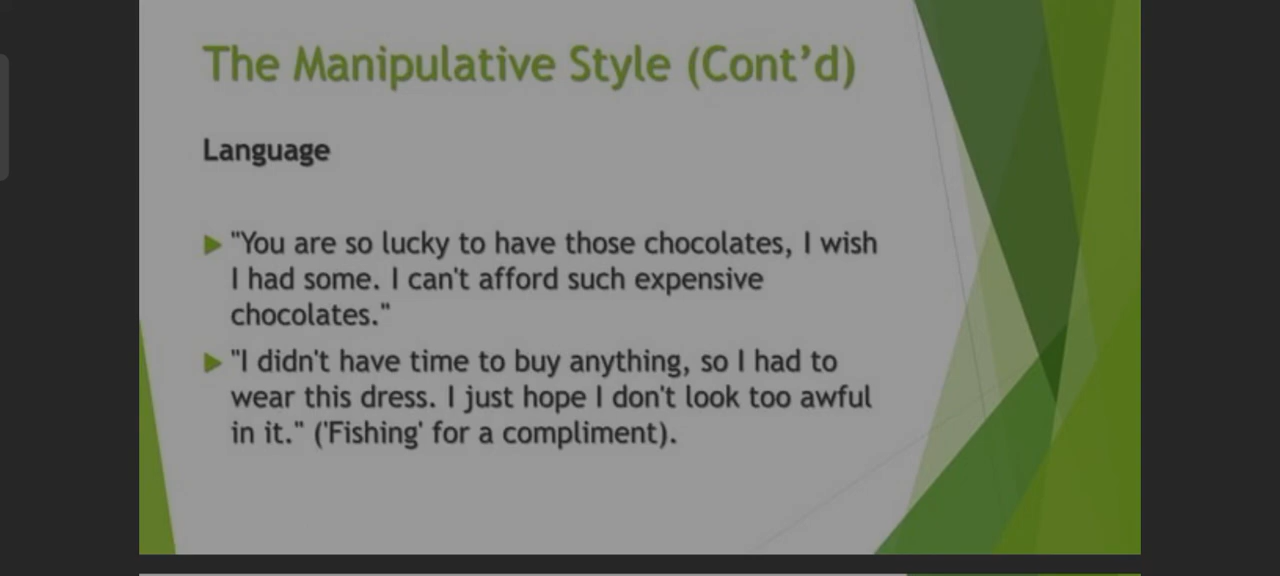 The Manipulative Style (Cont’d)
Language
"You are so lucky to have those chocolates, I wish
I had some. I can't afford such expensive
chocolates."
"I didn't have time to buy anything, so I had to
wear this dress. I just hope I don't look too awful
in it." ('Fishing' for a compliment).